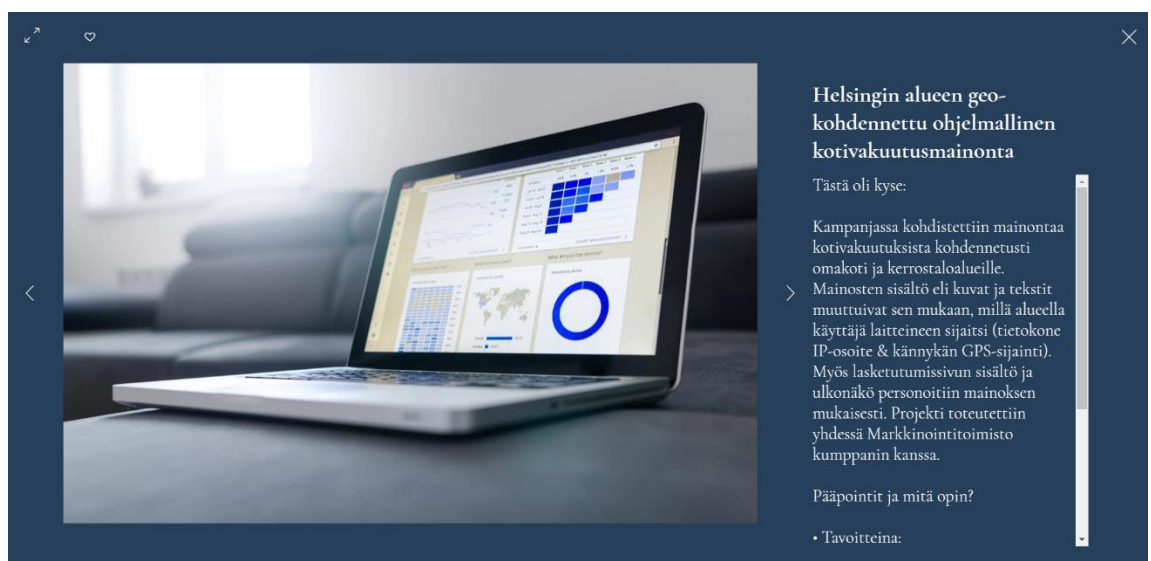 Helsingin alueen geo-
kohdennettu ohjelmallinen
kotivakuutusmainonta
Tästä oli kyse:
Kampanjassa kohdistettiin mainontaa
kotivakuutuksista kohdennetusti
omakoti ja kerrostaloalueille.
Mainosten sisältö eli kuvat ja tekstit
muuttuivat sen mukaan, millä alueella
käyttäjä laitteineen sijaitsi (tietokone
IP-osoite & kännykän GPS-sijainti).
Myös lasketutumissivun sisältö ja
ulkonäkö personoitiin mainoksen
mukaisesti. Projekti toteutettiin
yhdessä Markkinointitoimisto
kumppanin kanssa.
Pääpointit ja mitä opin?
• Tavoitteina: